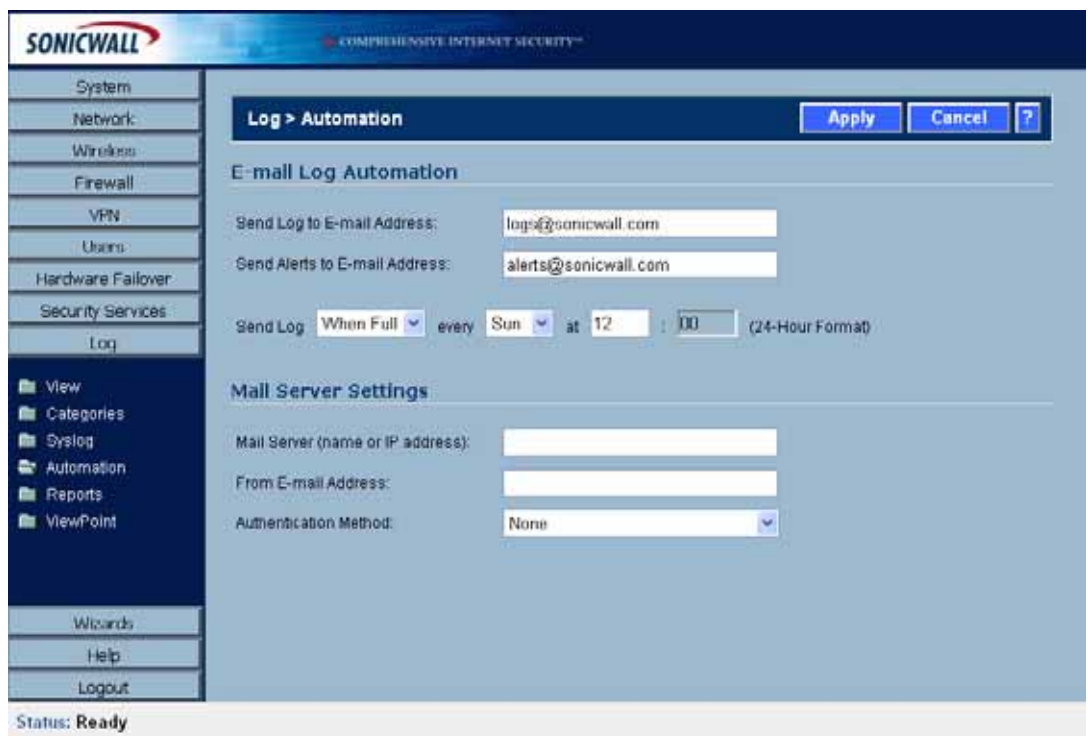 SONICWALL
COMPREHENSIVE INTERNET SECURITY™
System
Network
Wireless
Firewall
VPN
Users
Hardware Failover
Security Services
Log
View
Categories
Syslog
Automation
Reports
ViewPoint
Wizards
Help
Logout
Log > Automation
Apply Cancel ?
E-mail Log Automation
Send Log to E-mail Address: logs@sonicwall.com
Send Alerts to E-mail Address: alerts@sonicwall.com
Send Log When Full every Sun at 12 : 00 (24-Hour Format)
Mail Server Settings
Mail Server (name or IP address):
From E-mail Address:
Authentication Method: None
Status: Ready